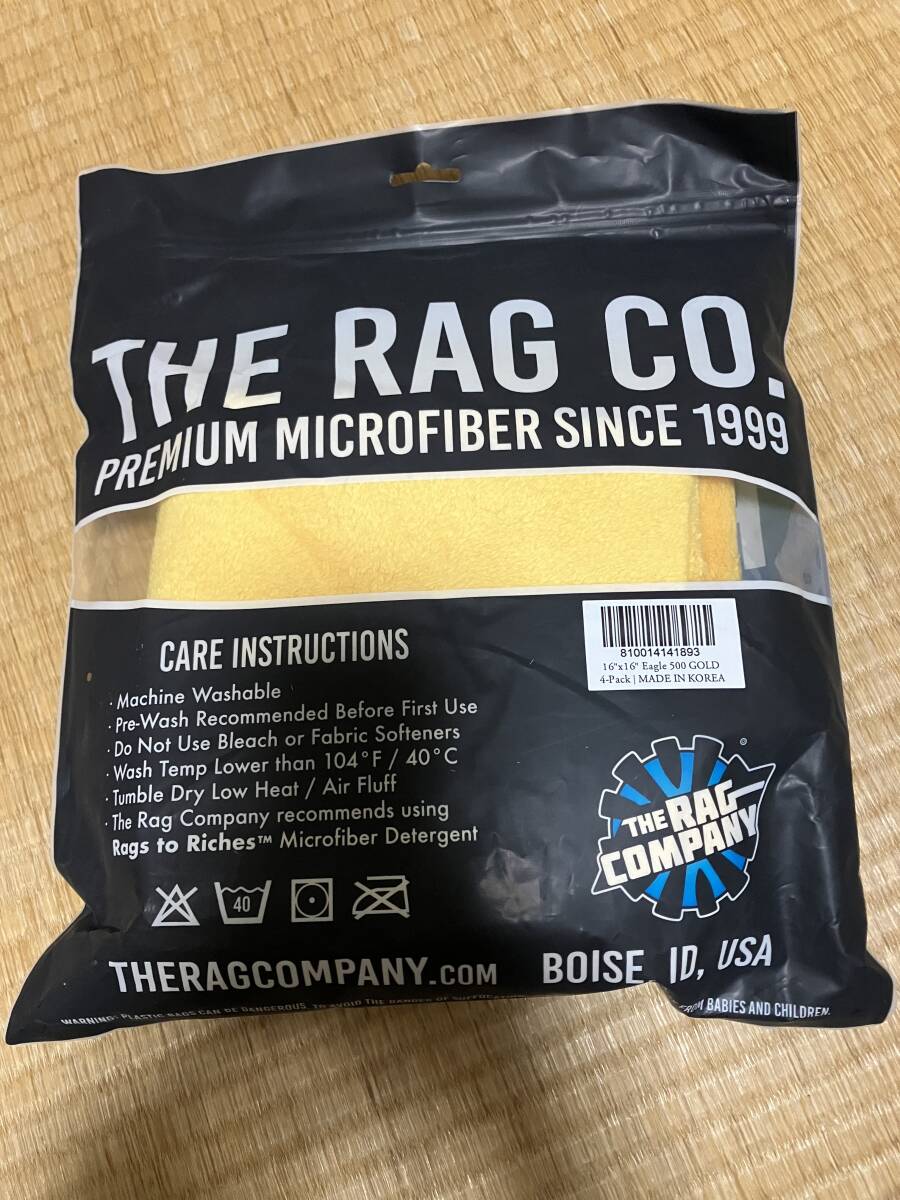 THE RAG CO.
PREMIUM MICROFIBER SINCE 1999
CARE INSTRUCTIONS
· Machine Washable
· Pre-Wash Recommended Before First Use
· Do Not Use Bleach or Fabric Softeners
· Wash Temp Lower than 104°F / 40°C
· Tumble Dry Low Heat / Air Fluff
· The Rag Company recommends using
Rags to Riches™ Microfiber Detergent
40
810014141893
16"x16" Eagle 500 GOLD
4-Pack | MADE IN KOREA
THE RAG
COMPANY
®
THERAGCOMPANY.COM
BOISE, ID, USA
WARNING: PLASTIC BAGS CAN BE DANGEROUS. TO AVOID THE DANGER OF
FROM BABIES AND CHILDREN.